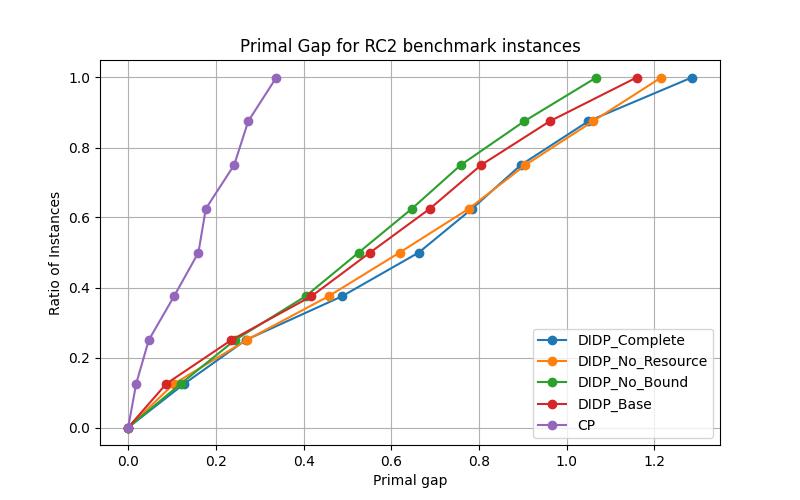 Primal Gap for RC2 benchmark instances
Ratio of Instances
1.0
0.8
0.6
0.4
0.2
0.0
DIDP_Complete
DIDP_No_Resource
DIDP_No_Bound
DIDP_Base
CP
0.0 0.2 0.4 0.6 0.8 1.0 1.2
Primal gap